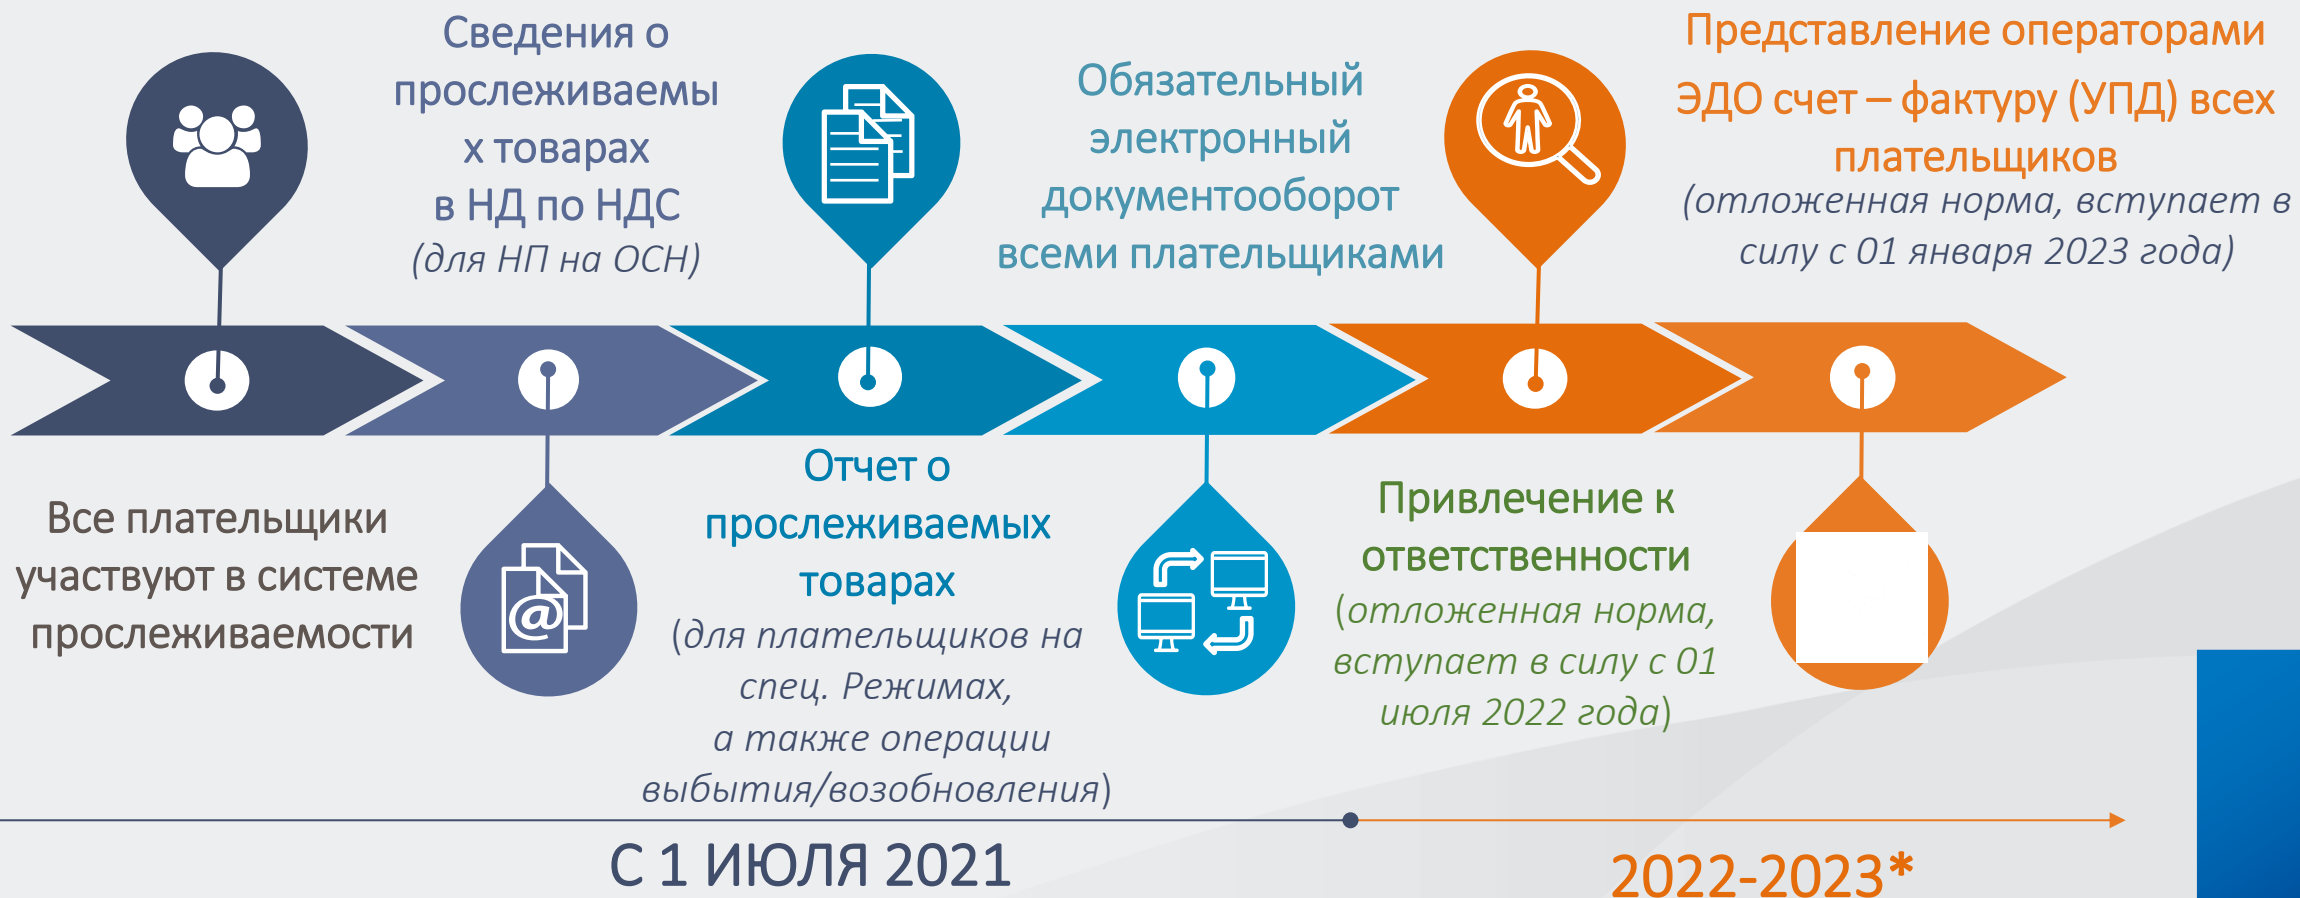 Сведения о
прослеживаемы
х товарах
в НД по НДС
(для НП на ОСН)
Обязательный
электронный
документооборот
всеми плательщиками
Представление операторами
ЭДО счет – фактуру (УПД) всех
плательщиков
(отложенная норма, вступает в
силу с 01 января 2023 года)
Все плательщики
участвуют в системе
прослеживаемости
@
Отчет о
прослеживаемых
товарах
(для плательщиков на
спец. Режимах,
а также операции
выбытия/возобновления)
Привлечение к
ответственности
(отложенная норма,
вступает в силу с 01
июля 2022 года)
С 1 ИЮЛЯ 2021
2022-2023*